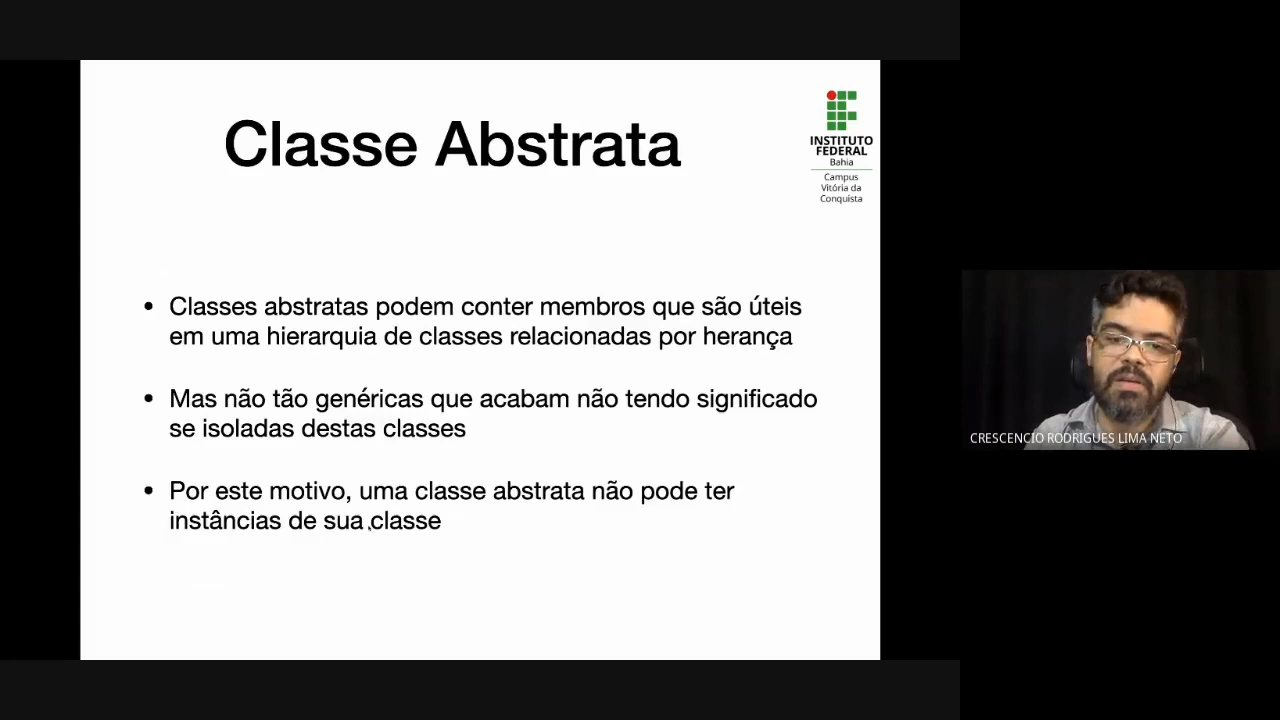 Classe Abstrata
INSTITUTO
FEDERAL
Bahia
Campus
Vitória da
Conquista
• Classes abstratas podem conter membros que são úteis
em uma hierarquia de classes relacionadas por herança
• Mas não tão genéricas que acabam não tendo significado
se isoladas destas classes
• Por este motivo, uma classe abstrata não pode ter
instâncias de sua classe
CRESCENCIO RODRIGUES LIMA NETO